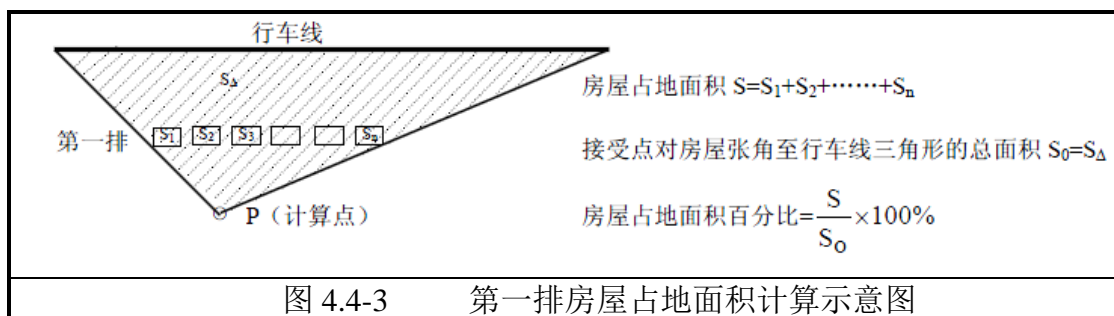 行车线
S△
第一排
S1 S2 S3 Sn
P（计算点）
房屋占地面积 S=S1+S2+……+Sn
接受点对房屋张角至行车线三角形的总面积 S0=S△
房屋占地面积百分比=S/SO×100%
图 4.4-3 第一排房屋占地面积计算示意图